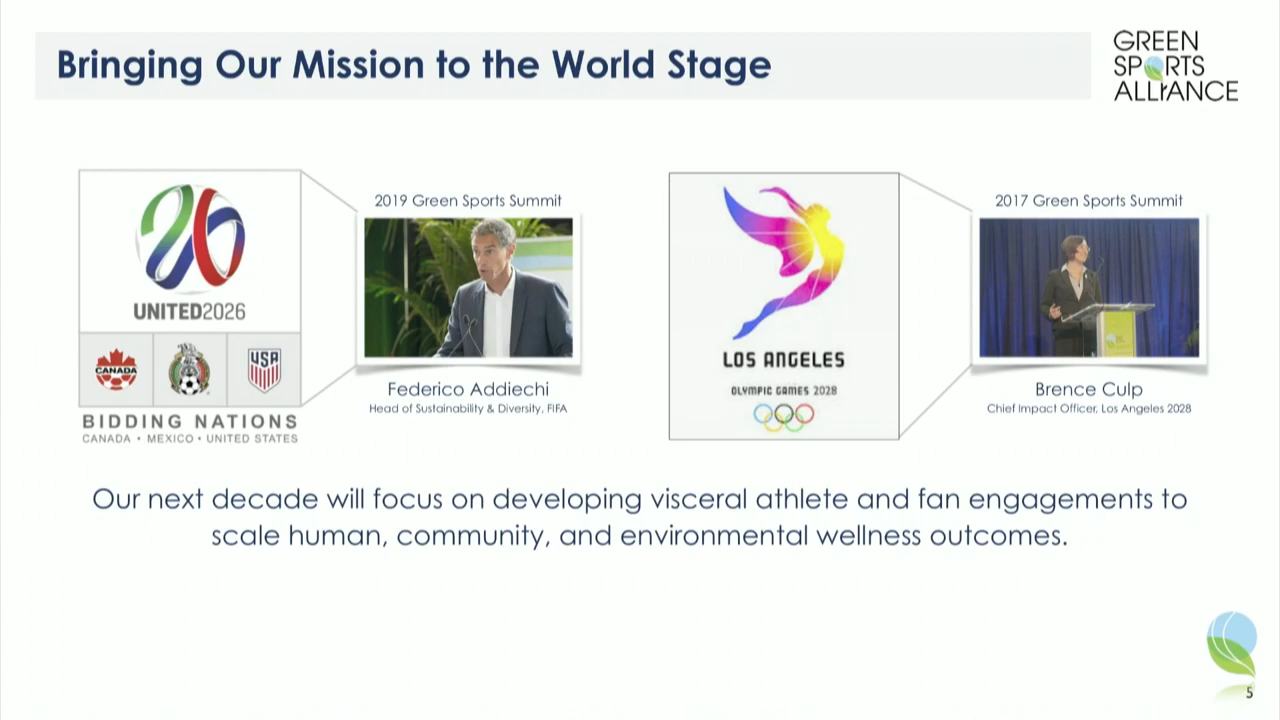 Bringing Our Mission to the World Stage
GREEN
SPORTS
ALLIANCE
26
UNITED2026
CANADA
USA
BIDDING NATIONS
CANADA • MEXICO • UNITED STATES
2019 Green Sports Summit
Federico Addiechi
Head of Sustainability & Diversity, FIFA
LOS ANGELES
OLYMPIC GAMES 2028
2017 Green Sports Summit
Brence Culp
Chief Impact Officer, Los Angeles 2028
Our next decade will focus on developing visceral athlete and fan engagements to
scale human, community, and environmental wellness outcomes.
5